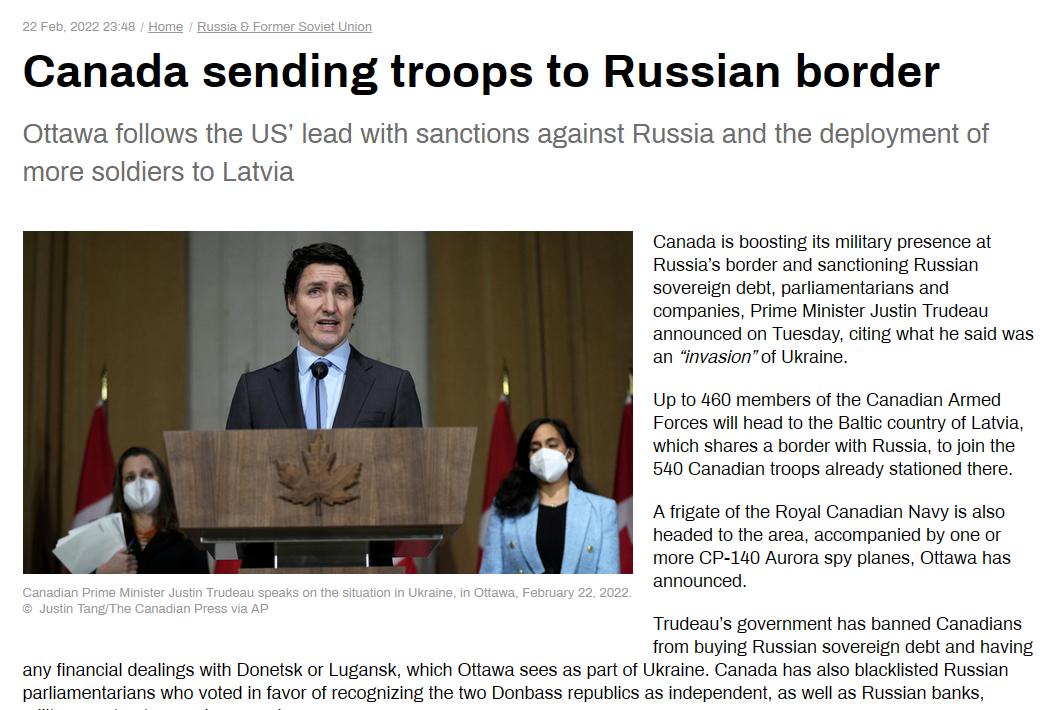 22 Feb, 2022 23:48 / Home / Russia & Former Soviet Union
Canada sending troops to Russian border
Ottawa follows the US’ lead with sanctions against Russia and the deployment of
more soldiers to Latvia
Canada is boosting its military presence at
Russia’s border and sanctioning Russian
sovereign debt, parliamentarians and
companies, Prime Minister Justin Trudeau
announced on Tuesday, citing what he said was
an “invasion” of Ukraine.
Up to 460 members of the Canadian Armed
Forces will head to the Baltic country of Latvia,
which shares a border with Russia, to join the
540 Canadian troops already stationed there.
A frigate of the Royal Canadian Navy is also
headed to the area, accompanied by one or
more CP-140 Aurora spy planes, Ottawa has
announced.
Canadian Prime Minister Justin Trudeau speaks on the situation in Ukraine, in Ottawa, February 22, 2022.
© Justin Tang/The Canadian Press via AP
Trudeau’s government has banned Canadians
from buying Russian sovereign debt and having
any financial dealings with Donetsk or Lugansk, which Ottawa sees as part of Ukraine. Canada has also blacklisted Russian
parliamentarians who voted in favor of recognizing the two Donbass republics as independent, as well as Russian banks,